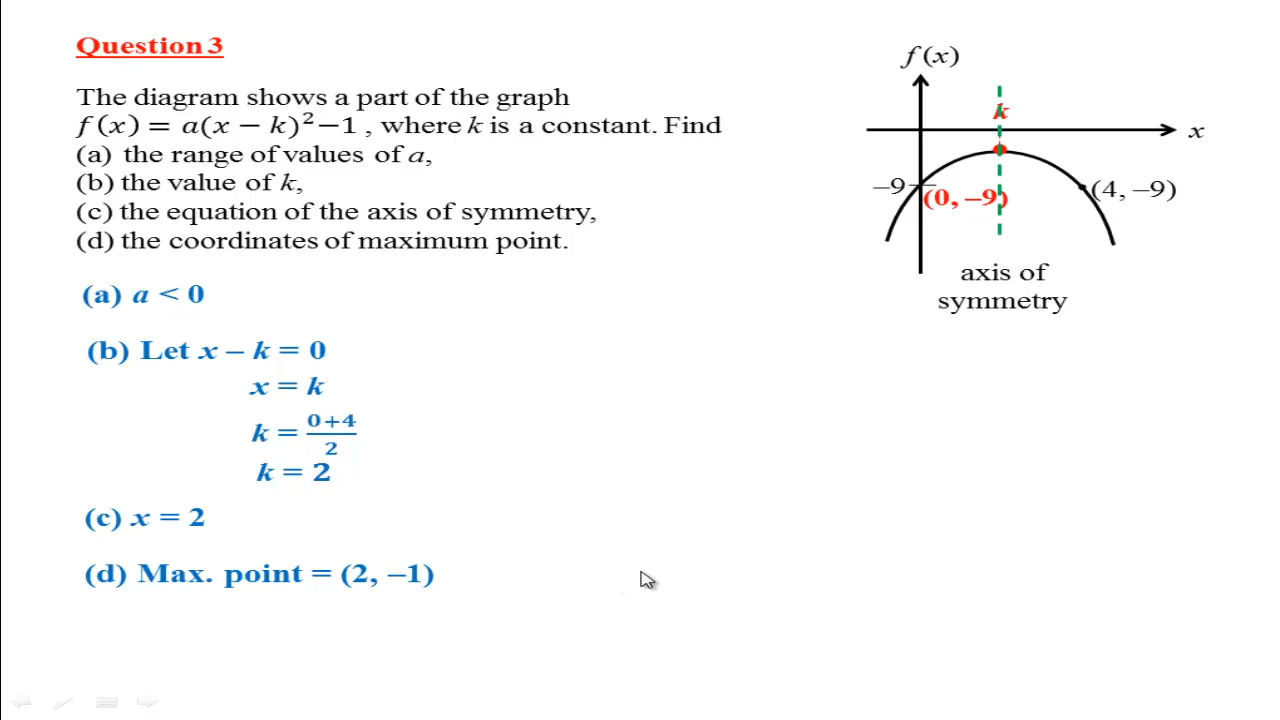 Question 3
The diagram shows a part of the graph
f(x) = a(x − k)²−1 , where k is a constant. Find
(a) the range of values of a,
(b) the value of k,
(c) the equation of the axis of symmetry,
(d) the coordinates of maximum point.
(a) a < 0
(b) Let x – k = 0
x = k
k = 0+4/2
k = 2
(c) x = 2
(d) Max. point = (2, –1)
f(x)
k
x
–9
(0, –9)
(4, –9)
axis of
symmetry